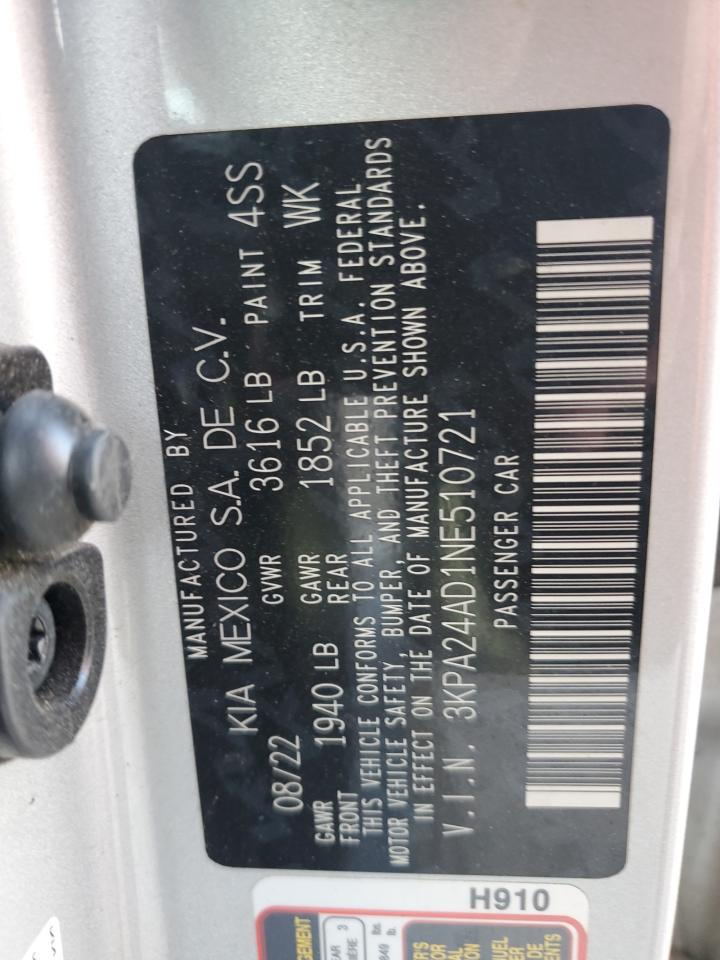 MANUFACTURED BY
KIA MEXICO S.A. DE C.V.
08/22 GVWR 3616 LB PAINT 4SS
GAWR FRONT 1940 LB GAWR REAR 1852 LB TRIM WK
THIS VEHICLE CONFORMS TO ALL APPLICABLE U.S.A. FEDERAL
MOTOR VEHICLE SAFETY, BUMPER, AND THEFT PREVENTION STANDARDS
IN EFFECT ON THE DATE OF MANUFACTURE SHOWN ABOVE.
V.I.N. 3KPA24AD1NE510721
PASSENGER CAR
H910